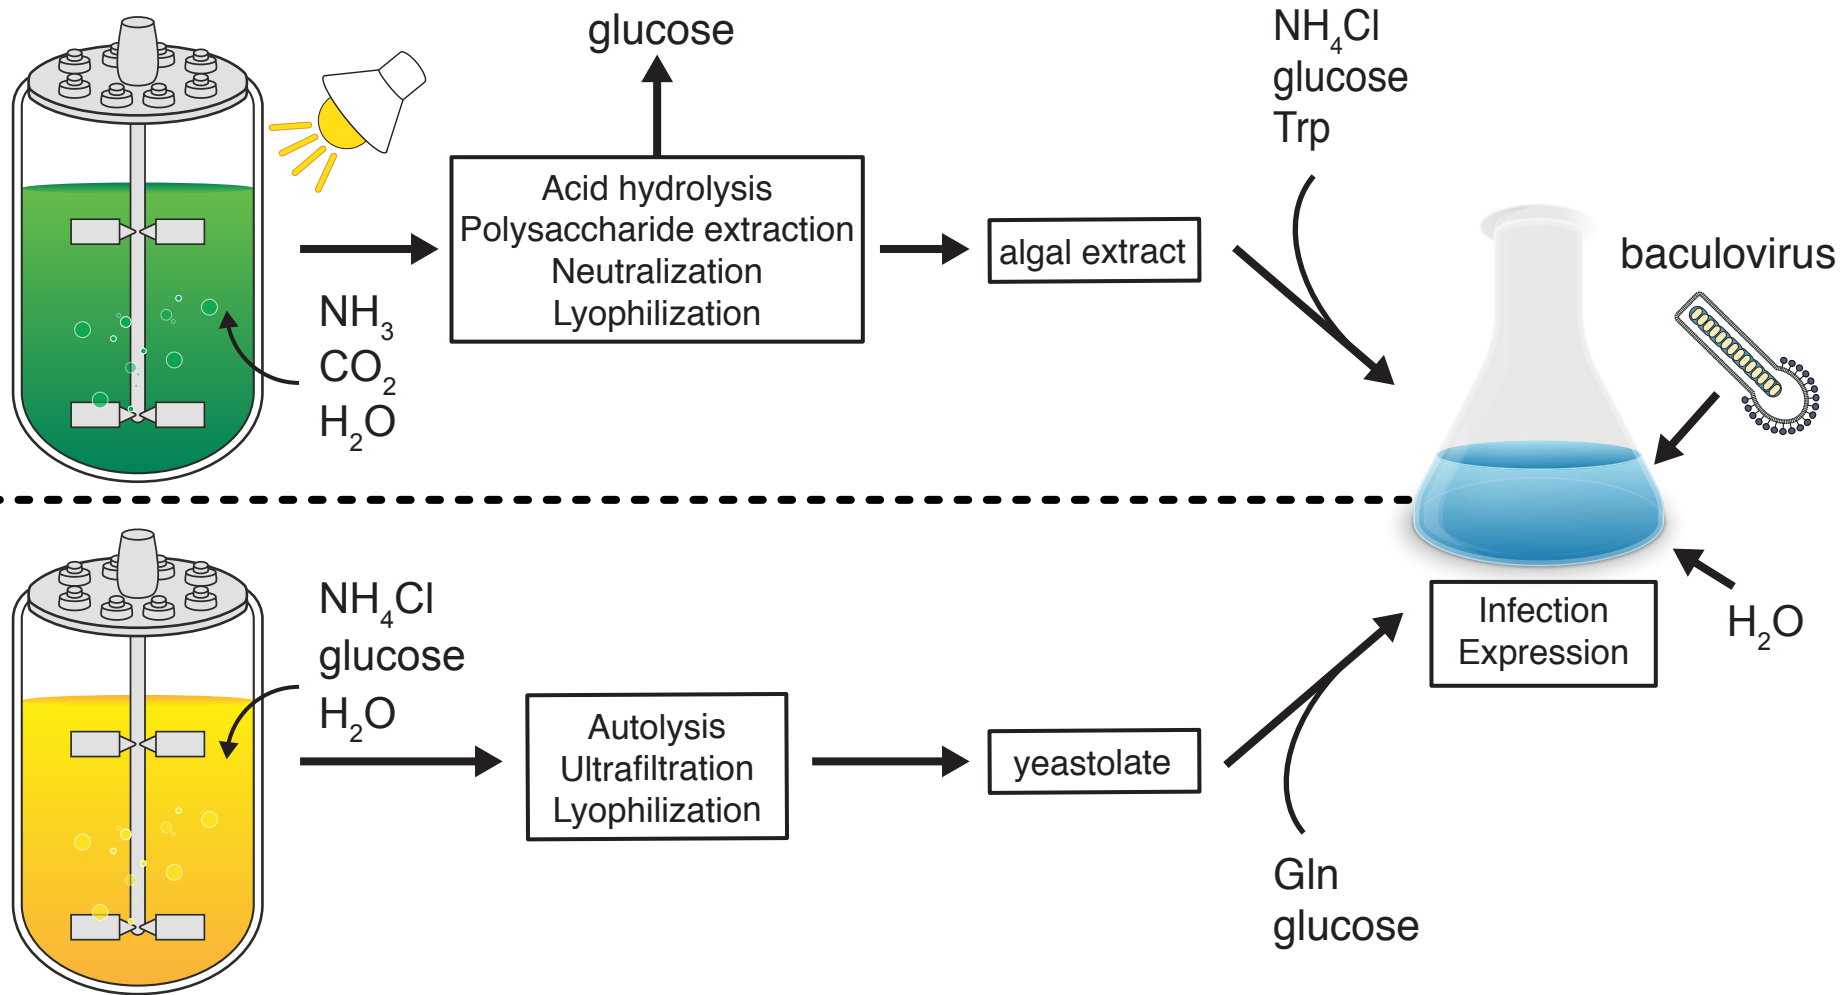 glucose
NH₄Cl
glucose
Trp
Acid hydrolysis
Polysaccharide extraction
Neutralization
Lyophilization
algal extract
baculovirus
NH₃
CO₂
H₂O
NH₄Cl
glucose
H₂O
Autolysis
Ultrafiltration
Lyophilization
yeastolate
Infection
Expression
H₂O
Gln
glucose